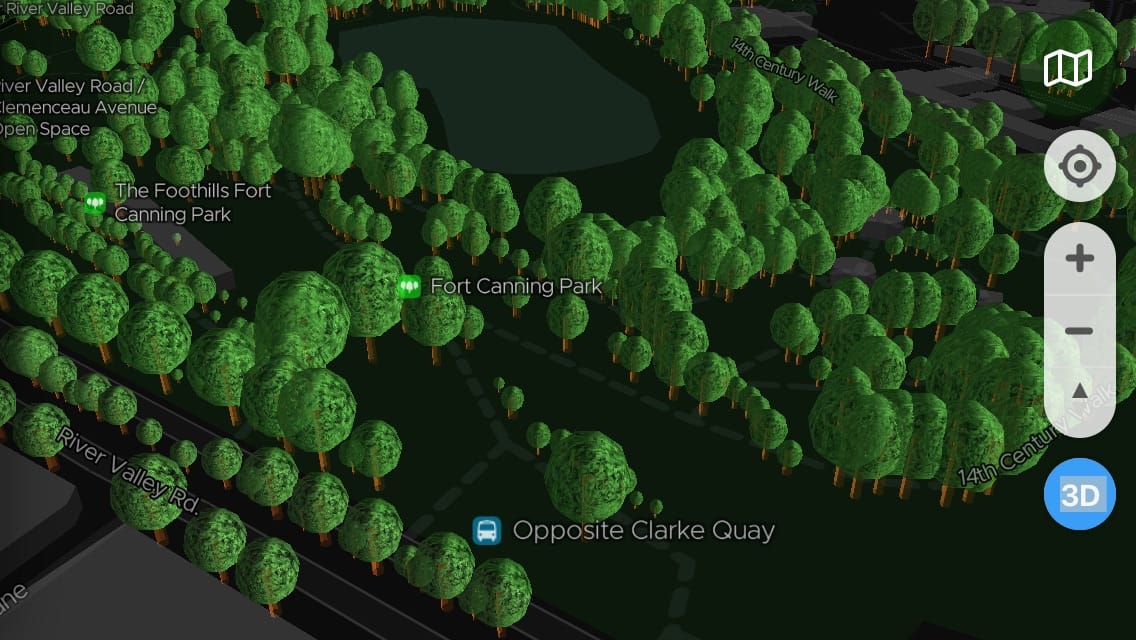 River Valley Road
River Valley Road /
Clemenceau Avenue
Open Space
14th century Walk
The Foothills Fort
Canning Park
Fort Canning Park
14th Century Walk
River Valley Rd.
Opposite Clarke Quay
3D